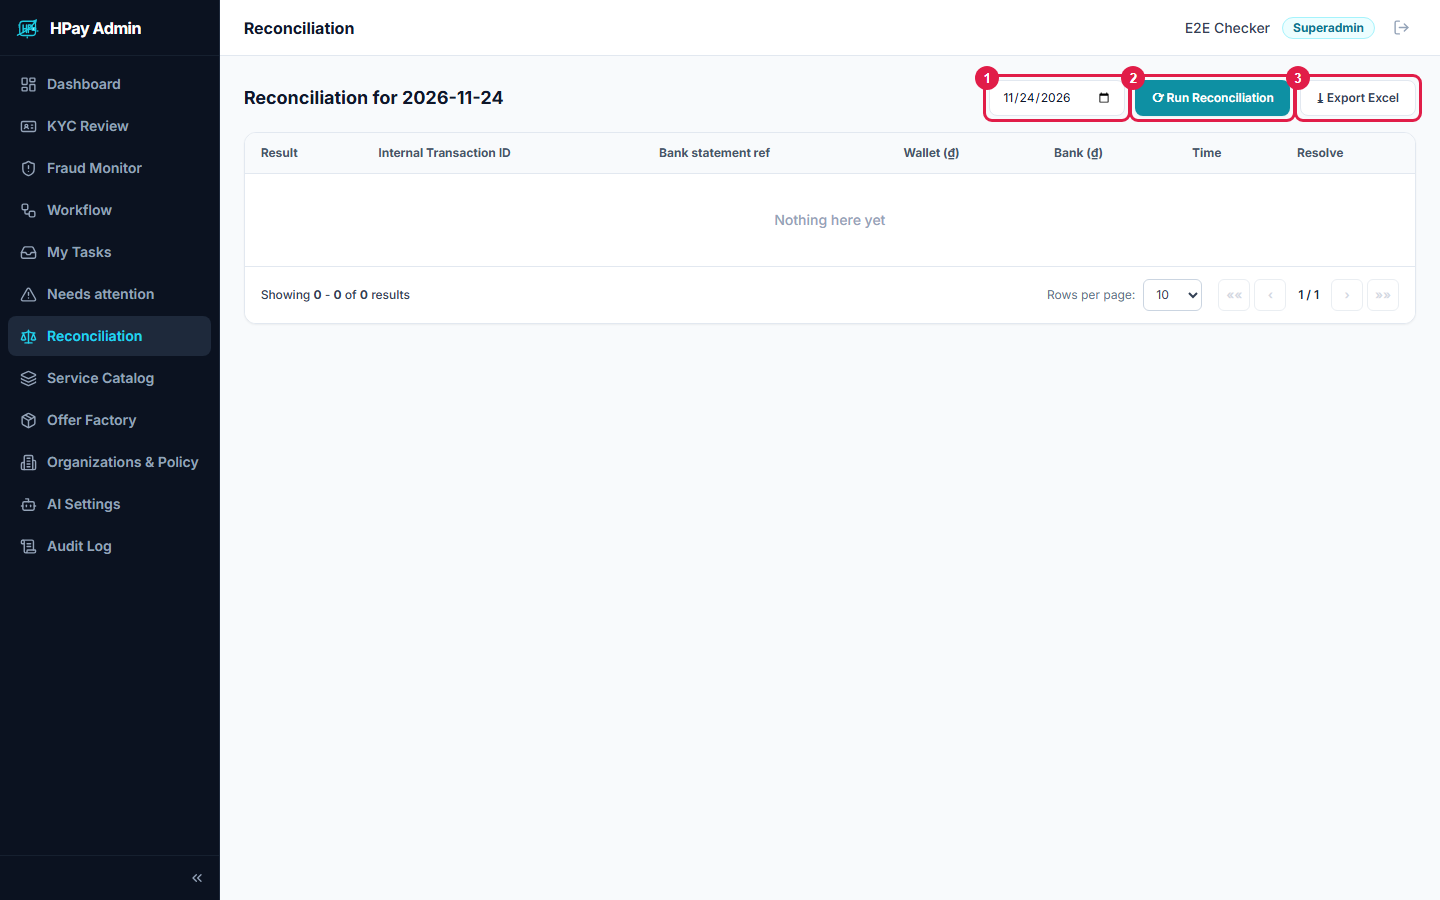 HPay Admin
Reconciliation
E2E Checker
Superadmin
Dashboard
KYC Review
Fraud Monitor
Workflow
My Tasks
Needs attention
Reconciliation
Service Catalog
Offer Factory
Organizations & Policy
AI Settings
Audit Log
Reconciliation for 2026-11-24
1
11/24/2026
2
⟳ Run Reconciliation
3
⤓ Export Excel
Result Internal Transaction ID Bank statement ref Wallet (₫) Bank (₫) Time Resolve
Nothing here yet
Showing 0 - 0 of 0 results
Rows per page: 10 «« ‹ 1 / 1 › »»
«